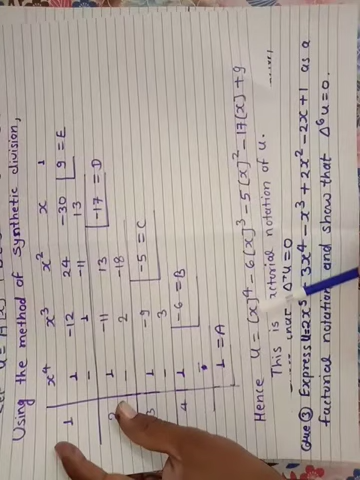 Using the method of synthetic division,
x⁴ x³ x² x 1
1 | 1 -12 24 -30 9 = E
- 1 -11 13
1 -11 13 -17 = D
- 2 -18
3 1 -9 -5 = C
- 3
4 1 -6 = B
1 = A
Hence u = [x]⁴ - 6[x]³ - 5[x]² - 17[x] + 9
This is factorial notation of u.
Que ③ Express u = 2x⁵ 3x⁴ - x³ + 2x² - 2x + 1 as a
factorial notation and show that Δ⁶u = 0.